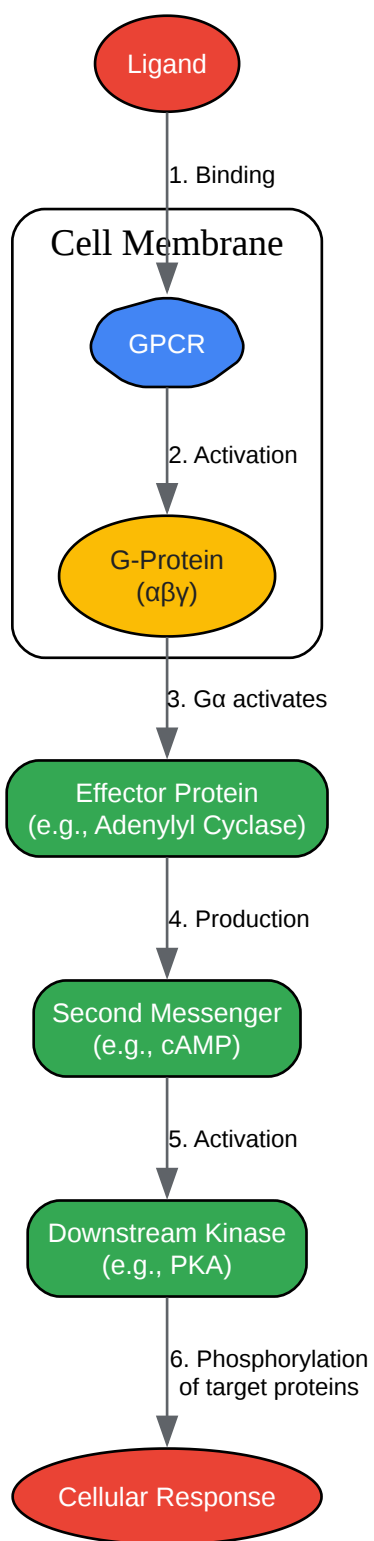 Ligand
1. Binding
Cell Membrane
GPCR
2. Activation
G-Protein
(αβγ)
3. Gα activates
Effector Protein
(e.g., Adenylyl Cyclase)
4. Production
Second Messenger
(e.g., cAMP)
5. Activation
Downstream Kinase
(e.g., PKA)
6. Phosphorylation
of target proteins
Cellular Response